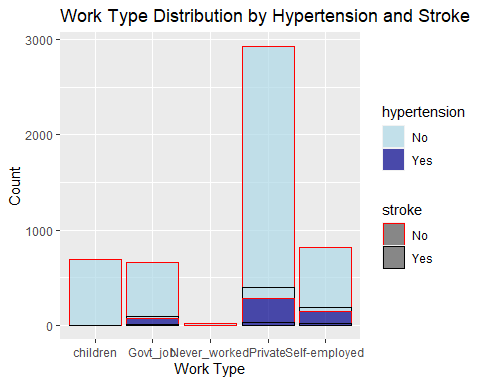 Work Type Distribution by Hypertension and Stroke
3000
2000
1000
0
Count
children Govt_job Never_worked Private Self-employed
Work Type
hypertension
No
Yes
stroke
No
Yes